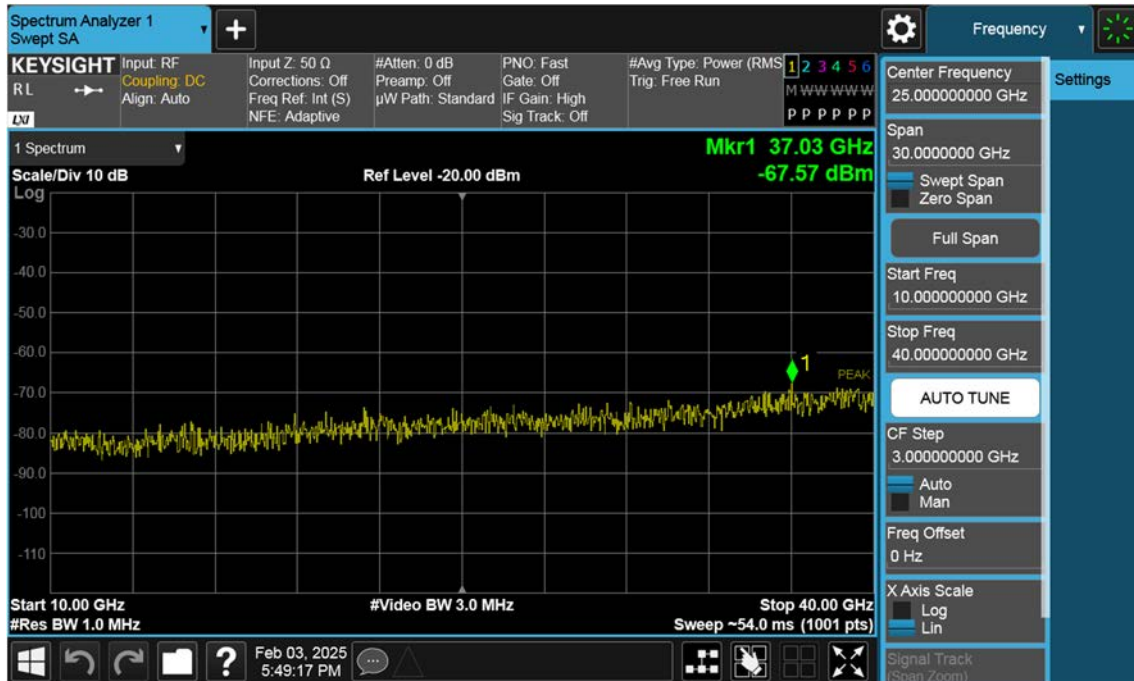 Spectrum Analyzer 1
Swept SA
Frequency
KEYSIGHT
RL
LXI
Input: RF
Coupling: DC
Align: Auto
Input Z: 50 Ω
Corrections: Off
Freq Ref: Int (S)
NFE: Adaptive
#Atten: 0 dB
Preamp: Off
µW Path: Standard
PNO: Fast
Gate: Off
IF Gain: High
Sig Track: Off
#Avg Type: Power (RMS
Trig: Free Run
1 2 3 4 5 6
M W W W W W
P P P P P P
1 Spectrum
Scale/Div 10 dB
Ref Level -20.00 dBm
Mkr1 37.03 GHz
-67.57 dBm
Log
-30.0
-40.0
-50.0
-60.0
-70.0
-80.0
-90.0
-100
-110
1
PEAK
Start 10.00 GHz
#Res BW 1.0 MHz
#Video BW 3.0 MHz
Stop 40.00 GHz
Sweep ~54.0 ms (1001 pts)
Feb 03, 2025
5:49:17 PM
Center Frequency
25.000000000 GHz
Span
30.0000000 GHz
Swept Span
Zero Span
Full Span
Start Freq
10.000000000 GHz
Stop Freq
40.000000000 GHz
AUTO TUNE
CF Step
3.000000000 GHz
Auto
Man
Freq Offset
0 Hz
X Axis Scale
Log
Lin
Signal Track
(Span Zoom)
Settings